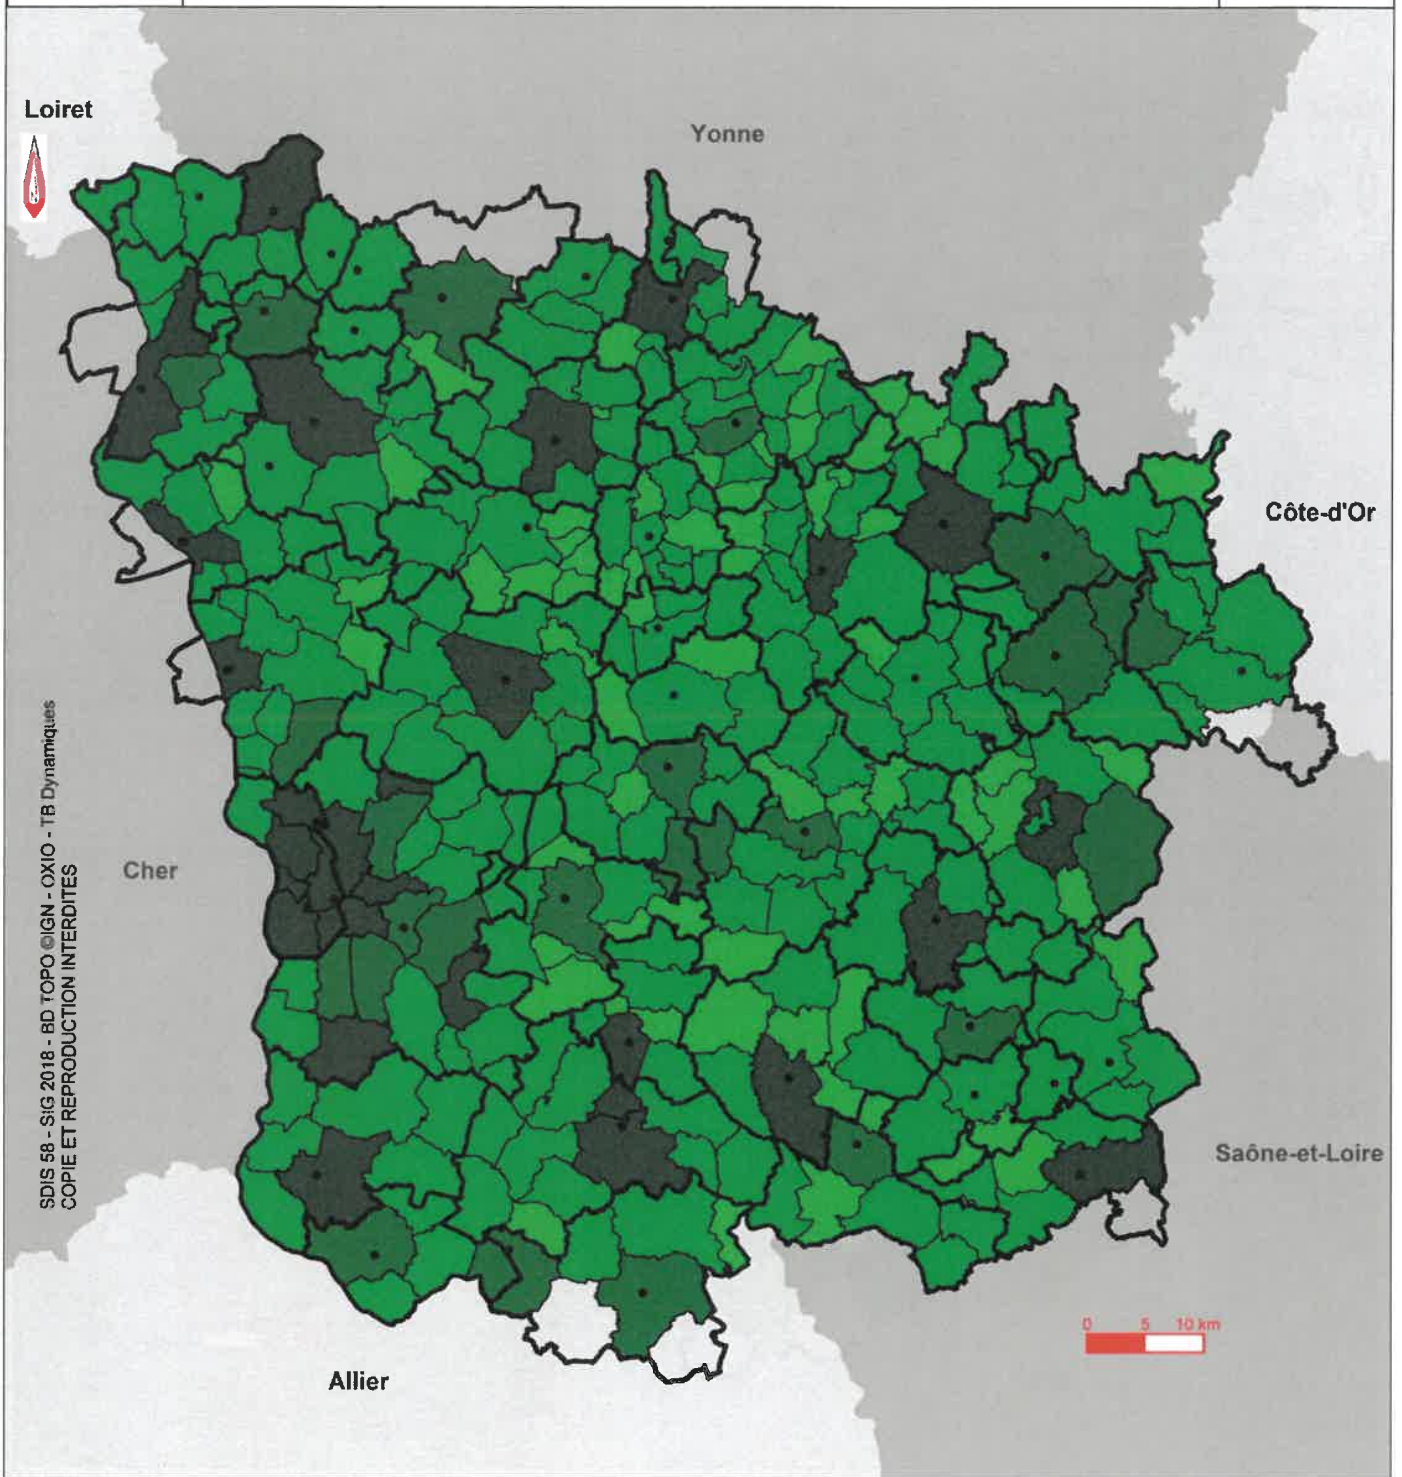 Loiret
Yonne
Côte-d'Or
Cher
SDIS 58 - SIG 2018 - BD TOPO ©IGN - OXIO - TB Dynamiques
COPIE ET REPRODUCTION INTERDITES
Saône-et-Loire
0 5 10 km
Allier